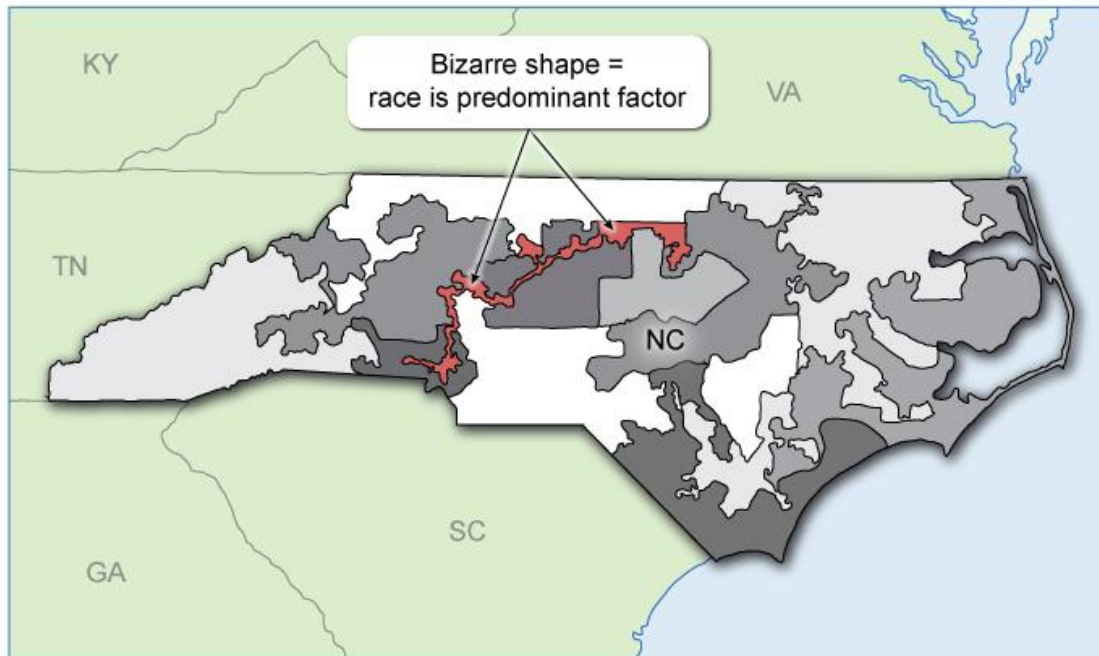 Bizarre shape =
race is predominant factor
KY
VA
TN
NC
SC
GA